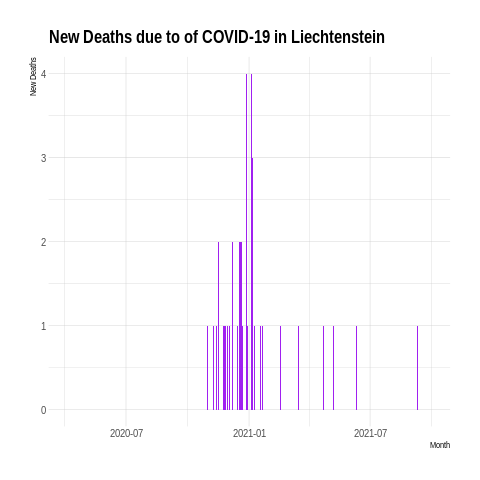 New Deaths due to of COVID-19 in Liechtenstein
New Deaths
4
3
2
1
0
2020-07 2021-01 2021-07
Month